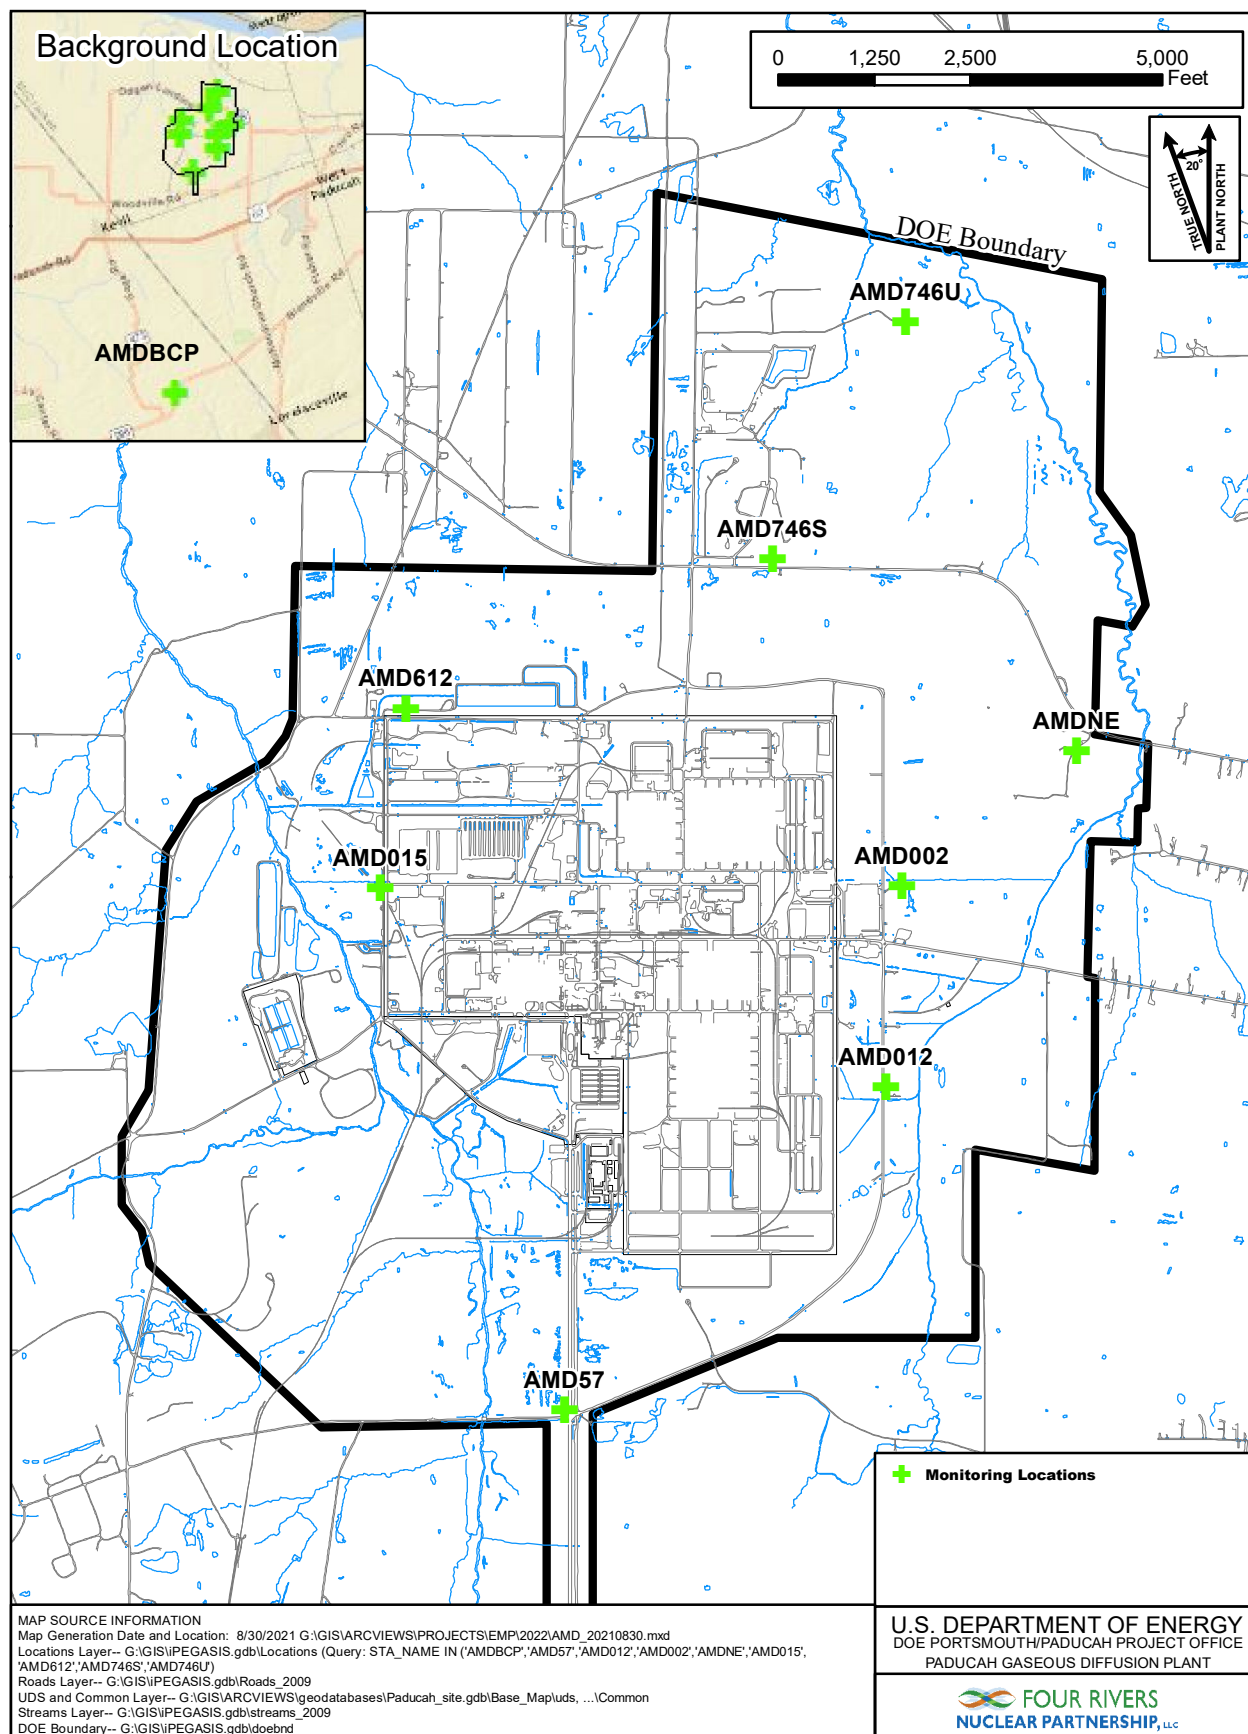 Background Location
AMDBCP
Kevil
West
Paducah
Woodville Rd
0 1,250 2,500 5,000
Feet
20°
TRUE NORTH
PLANT NORTH
DOE Boundary
AMD746U
AMD746S
AMD612
AMDNE
AMD015
AMD002
AMD012
AMD57
Monitoring Locations
MAP SOURCE INFORMATION
Map Generation Date and Location: 8/30/2021 G:\GIS\ARCVIEWS\PROJECTS\EMP\2022\AMD_20210830.mxd
Locations Layer-- G:\GIS\iPEGASIS.gdb\Locations (Query: STA_NAME IN ('AMDBCP','AMD57','AMD012','AMD002','AMDNE','AMD015',
'AMD612','AMD746S','AMD746U')
Roads Layer-- G:\GIS\iPEGASIS.gdb\Roads_2009
UDS and Common Layer-- G:\GIS\ARCVIEWS\geodatabases\Paducah_site.gdb\Base_Map\uds, ...\Common
Streams Layer-- G:\GIS\iPEGASIS.gdb\streams_2009
DOE Boundary-- G:\GIS\iPEGASIS.gdb\doebnd
U.S. DEPARTMENT OF ENERGY
DOE PORTSMOUTH/PADUCAH PROJECT OFFICE
PADUCAH GASEOUS DIFFUSION PLANT
FOUR RIVERS
NUCLEAR PARTNERSHIP, LLC